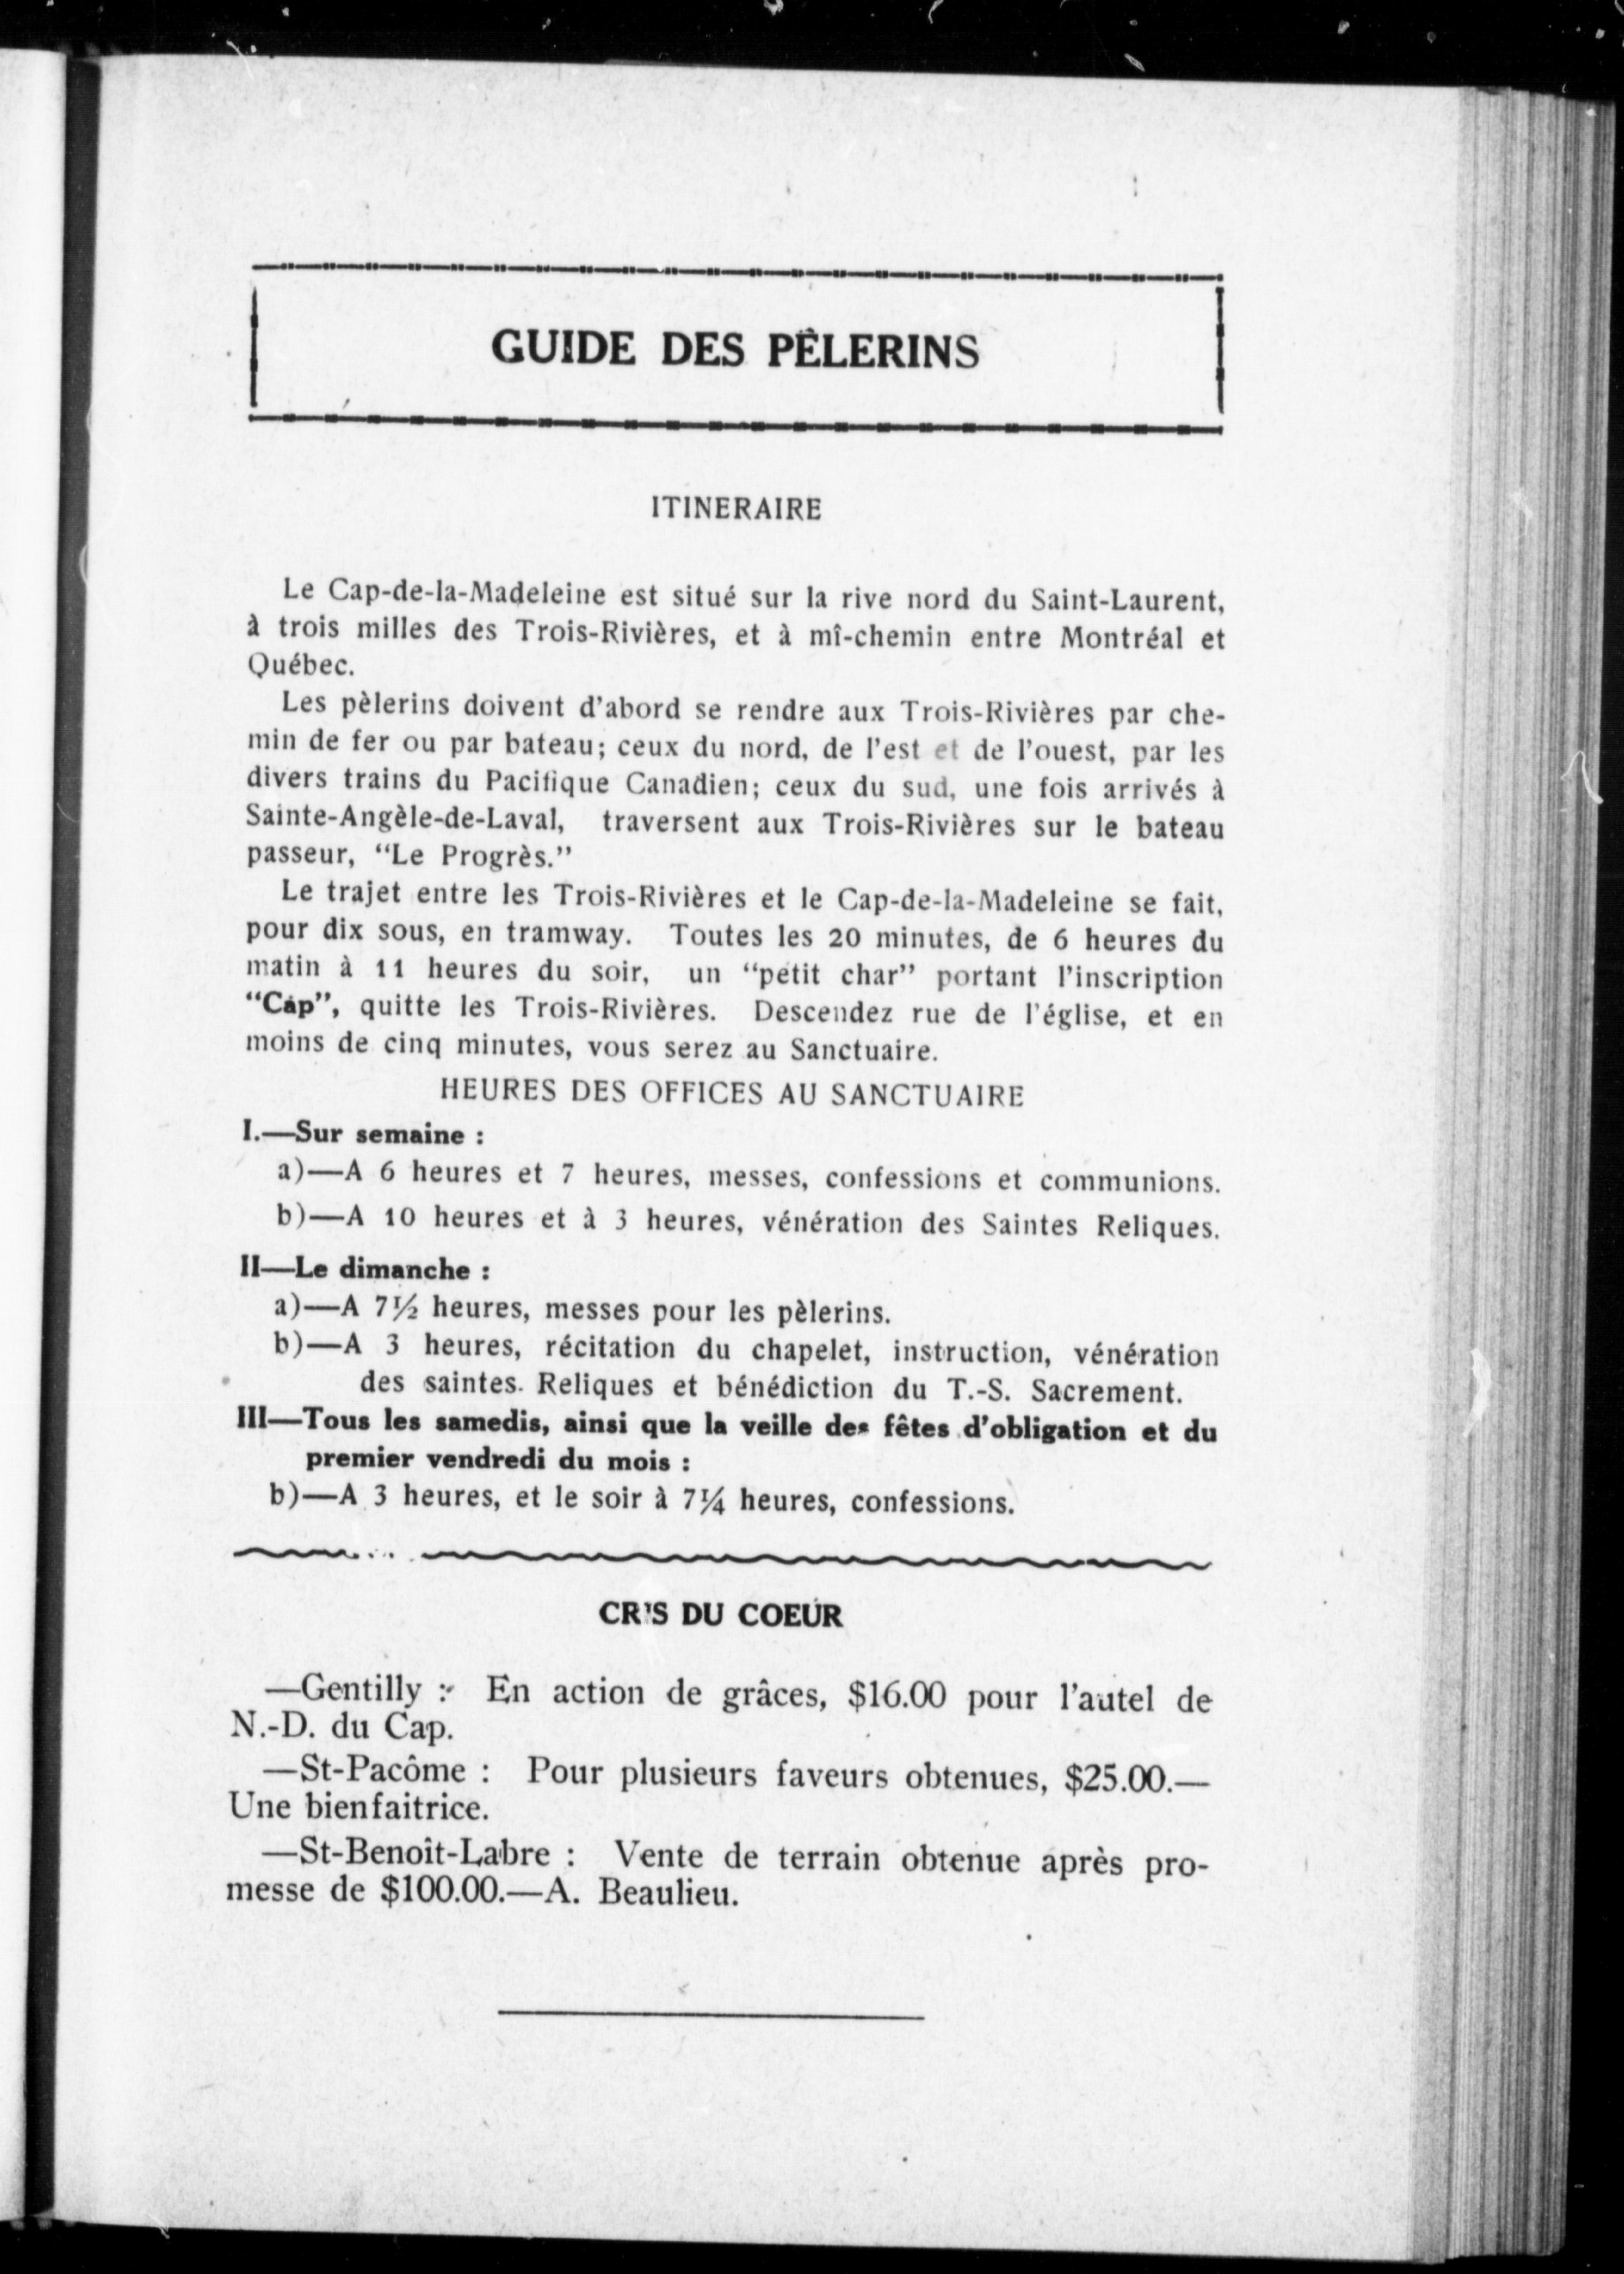 GUIDE DES PÈLERINS
ITINERAIRE
Le Cap-de-la-Madeleine est situé sur la rive nord du Saint-Laurent,
à trois milles des Trois-Rivières, et à mî-chemin entre Montréal et
Québec.
Les pèlerins doivent d'abord se rendre aux Trois-Rivières par che-
min de fer ou par bateau; ceux du nord, de l'est et de l'ouest, par les
divers trains du Pacifique Canadien; ceux du sud, une fois arrivés à
Sainte-Angèle-de-Laval, traversent aux Trois-Rivières sur le bateau
passeur, "Le Progrès."
Le trajet entre les Trois-Rivières et le Cap-de-la-Madeleine se fait,
pour dix sous, en tramway. Toutes les 20 minutes, de 6 heures du
matin à 11 heures du soir, un "petit char" portant l'inscription
"Cap", quitte les Trois-Rivières. Descendez rue de l'église, et en
moins de cinq minutes, vous serez au Sanctuaire.
HEURES DES OFFICES AU SANCTUAIRE
I.—Sur semaine :
a)—A 6 heures et 7 heures, messes, confessions et communions.
b)—A 10 heures et à 3 heures, vénération des Saintes Reliques.
II—Le dimanche :
a)—A 7½ heures, messes pour les pèlerins.
b)—A 3 heures, récitation du chapelet, instruction, vénération
des saintes Reliques et bénédiction du T.-S. Sacrement.
III—Tous les samedis, ainsi que la veille des fêtes d'obligation et du
premier vendredi du mois :
b)—A 3 heures, et le soir à 7¼ heures, confessions.
CRIS DU COEUR
—Gentilly : En action de grâces, $16.00 pour l'autel de
N.-D. du Cap.
—St-Pacôme : Pour plusieurs faveurs obtenues, $25.00.—
Une bienfaitrice.
—St-Benoît-Labre : Vente de terrain obtenue après pro-
messe de $100.00.—A. Beaulieu.